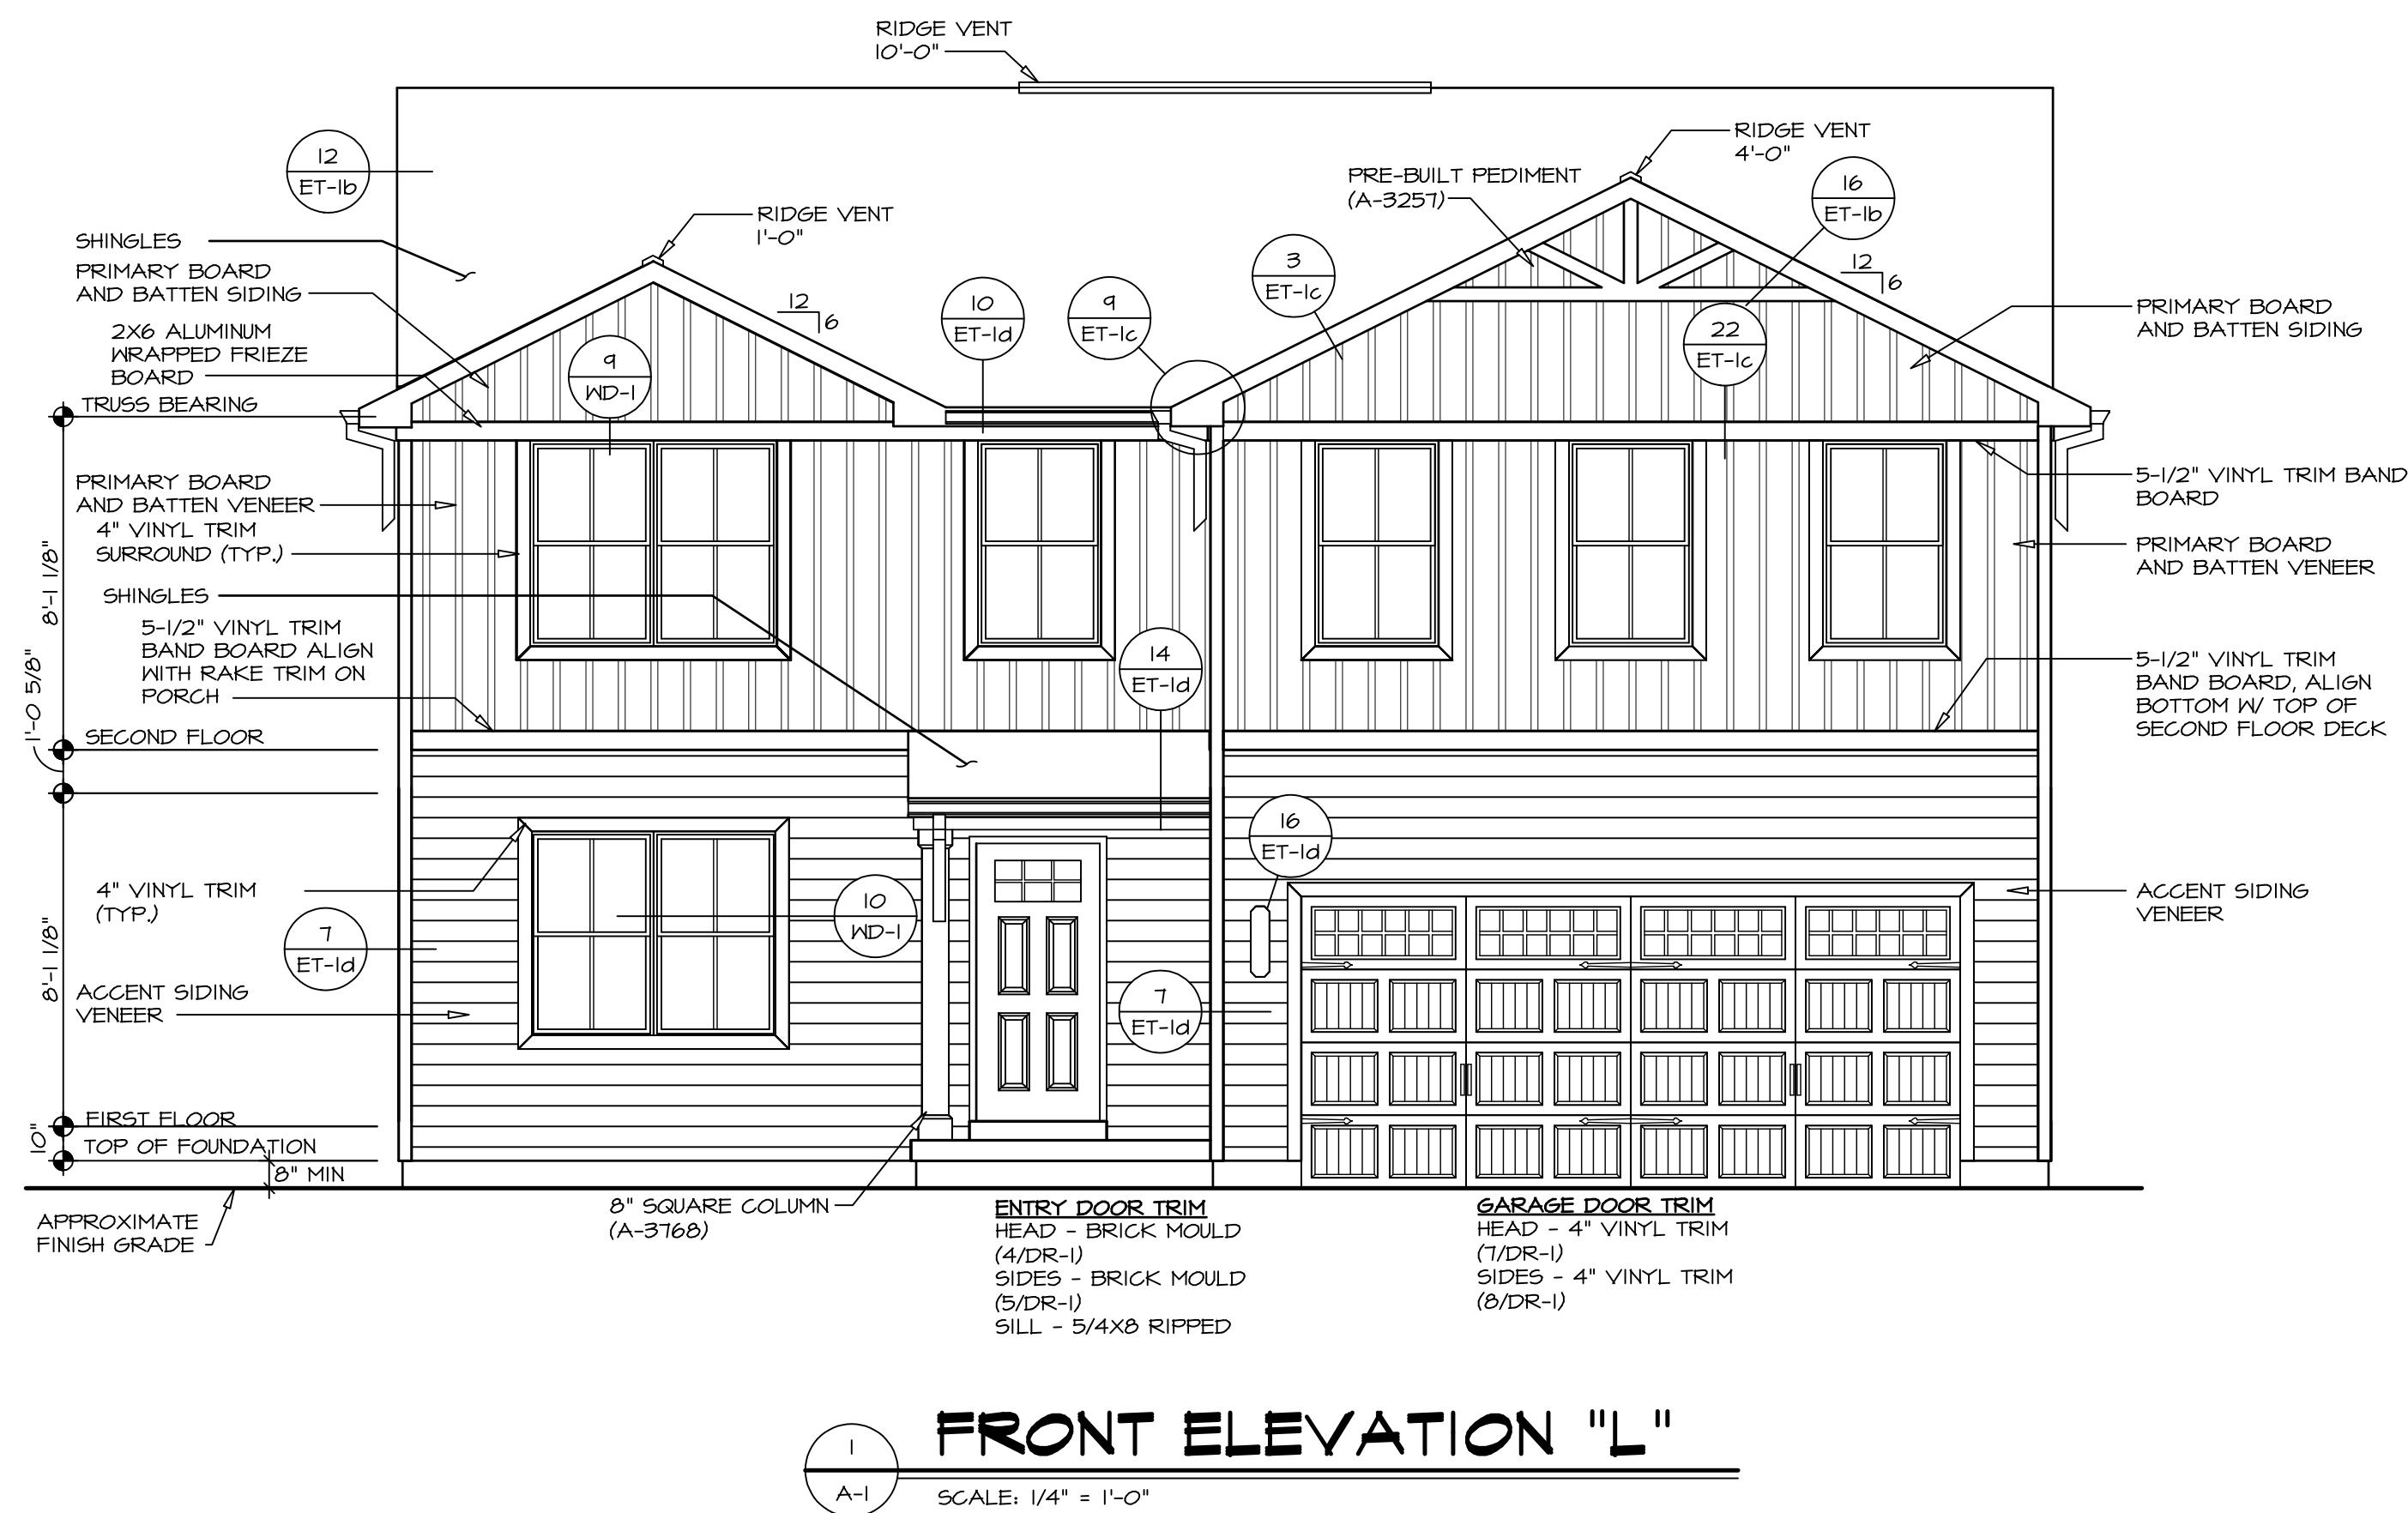 RIDGE VENT
10'-0"
RIDGE VENT
4'-0"
PRE-BUILT PEDIMENT
(A-3257)
16
ET-1b
12
ET-1b
RIDGE VENT
1'-0"
SHINGLES
PRIMARY BOARD
AND BATTEN SIDING
2X6 ALUMINUM
WRAPPED FRIEZE
BOARD
TRUSS BEARING
12
6
9
WD-1
10
ET-1d
9
ET-1c
3
ET-1c
22
ET-1c
12
6
PRIMARY BOARD
AND BATTEN SIDING
PRIMARY BOARD
AND BATTEN VENEER
4" VINYL TRIM
SURROUND (TYP.)
SHINGLES
5-1/2" VINYL TRIM
BAND BOARD ALIGN
WITH RAKE TRIM ON
PORCH
SECOND FLOOR
8'-1 1/8"
1'-0 5/8"
14
ET-1d
5-1/2" VINYL TRIM BAND
BOARD
PRIMARY BOARD
AND BATTEN VENEER
5-1/2" VINYL TRIM
BAND BOARD, ALIGN
BOTTOM W/ TOP OF
SECOND FLOOR DECK
16
ET-1d
4" VINYL TRIM
(TYP.)
7
ET-1d
10
WD-1
ACCENT SIDING
VENEER
8'-1 1/8"
ACCENT SIDING
VENEER
7
ET-1d
FIRST FLOOR
10"
TOP OF FOUNDATION
8" MIN
APPROXIMATE
FINISH GRADE
8" SQUARE COLUMN
(A-3768)
ENTRY DOOR TRIM
HEAD - BRICK MOULD
(4/DR-1)
SIDES - BRICK MOULD
(5/DR-1)
SILL - 5/4X8 RIPPED
GARAGE DOOR TRIM
HEAD - 4" VINYL TRIM
(7/DR-1)
SIDES - 4" VINYL TRIM
(8/DR-1)
1
A-1
FRONT ELEVATION "L"
SCALE: 1/4" = 1'-0"